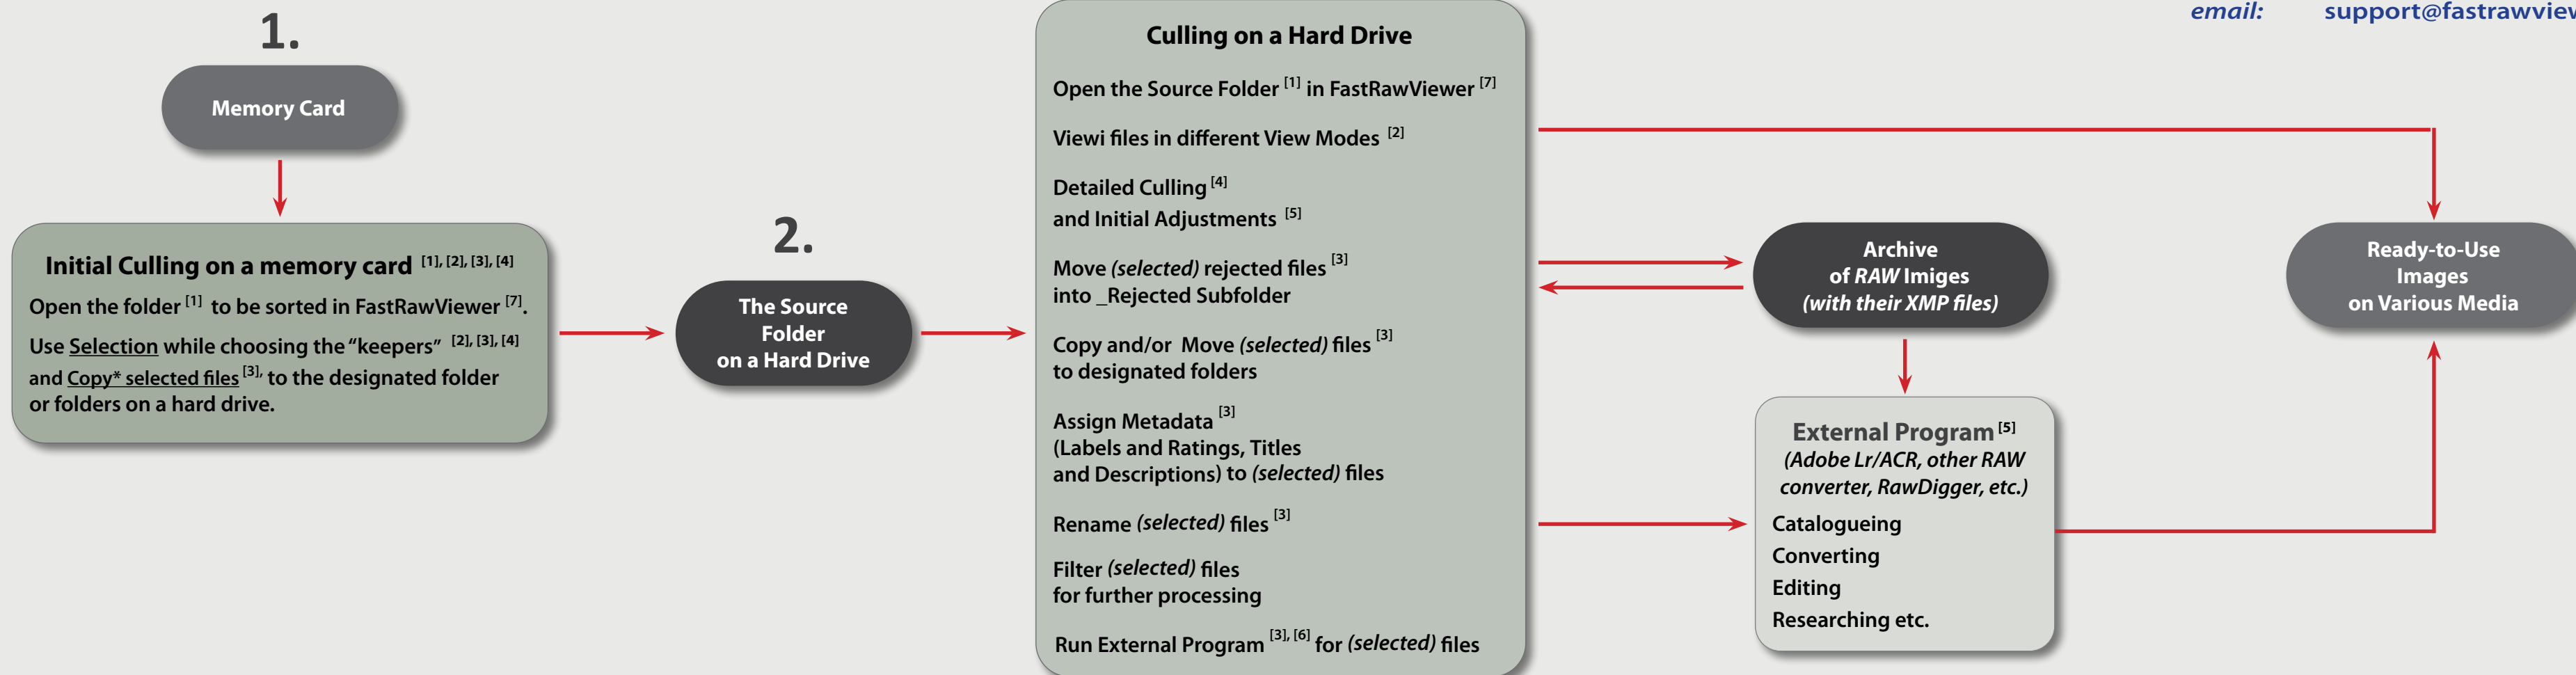 email: support@fastrawview
1.
Memory Card
Initial Culling on a memory card [1], [2], [3], [4]
Open the folder [1] to be sorted in FastRawViewer [7].
Use Selection while choosing the “keepers” [2], [3], [4]
and Copy* selected files [3], to the designated folder
or folders on a hard drive.
2.
The Source
Folder
on a Hard Drive
Culling on a Hard Drive
Open the Source Folder [1] in FastRawViewer [7]
Viewi files in different View Modes [2]
Detailed Culling [4]
and Initial Adjustments [5]
Move (selected) rejected files [3]
into _Rejected Subfolder
Copy and/or Move (selected) files [3]
to designated folders
Assign Metadata [3]
(Labels and Ratings, Titles
and Descriptions) to (selected) files
Rename (selected) files [3]
Filter (selected) files
for further processing
Run External Program [3], [6] for (selected) files
Archive
of RAW Imiges
(with their XMP files)
External Program [5]
(Adobe Lr/ACR, other RAW
converter, RawDigger, etc.)
Catalogueing
Converting
Editing
Researching etc.
Ready-to-Use
Images
on Various Media